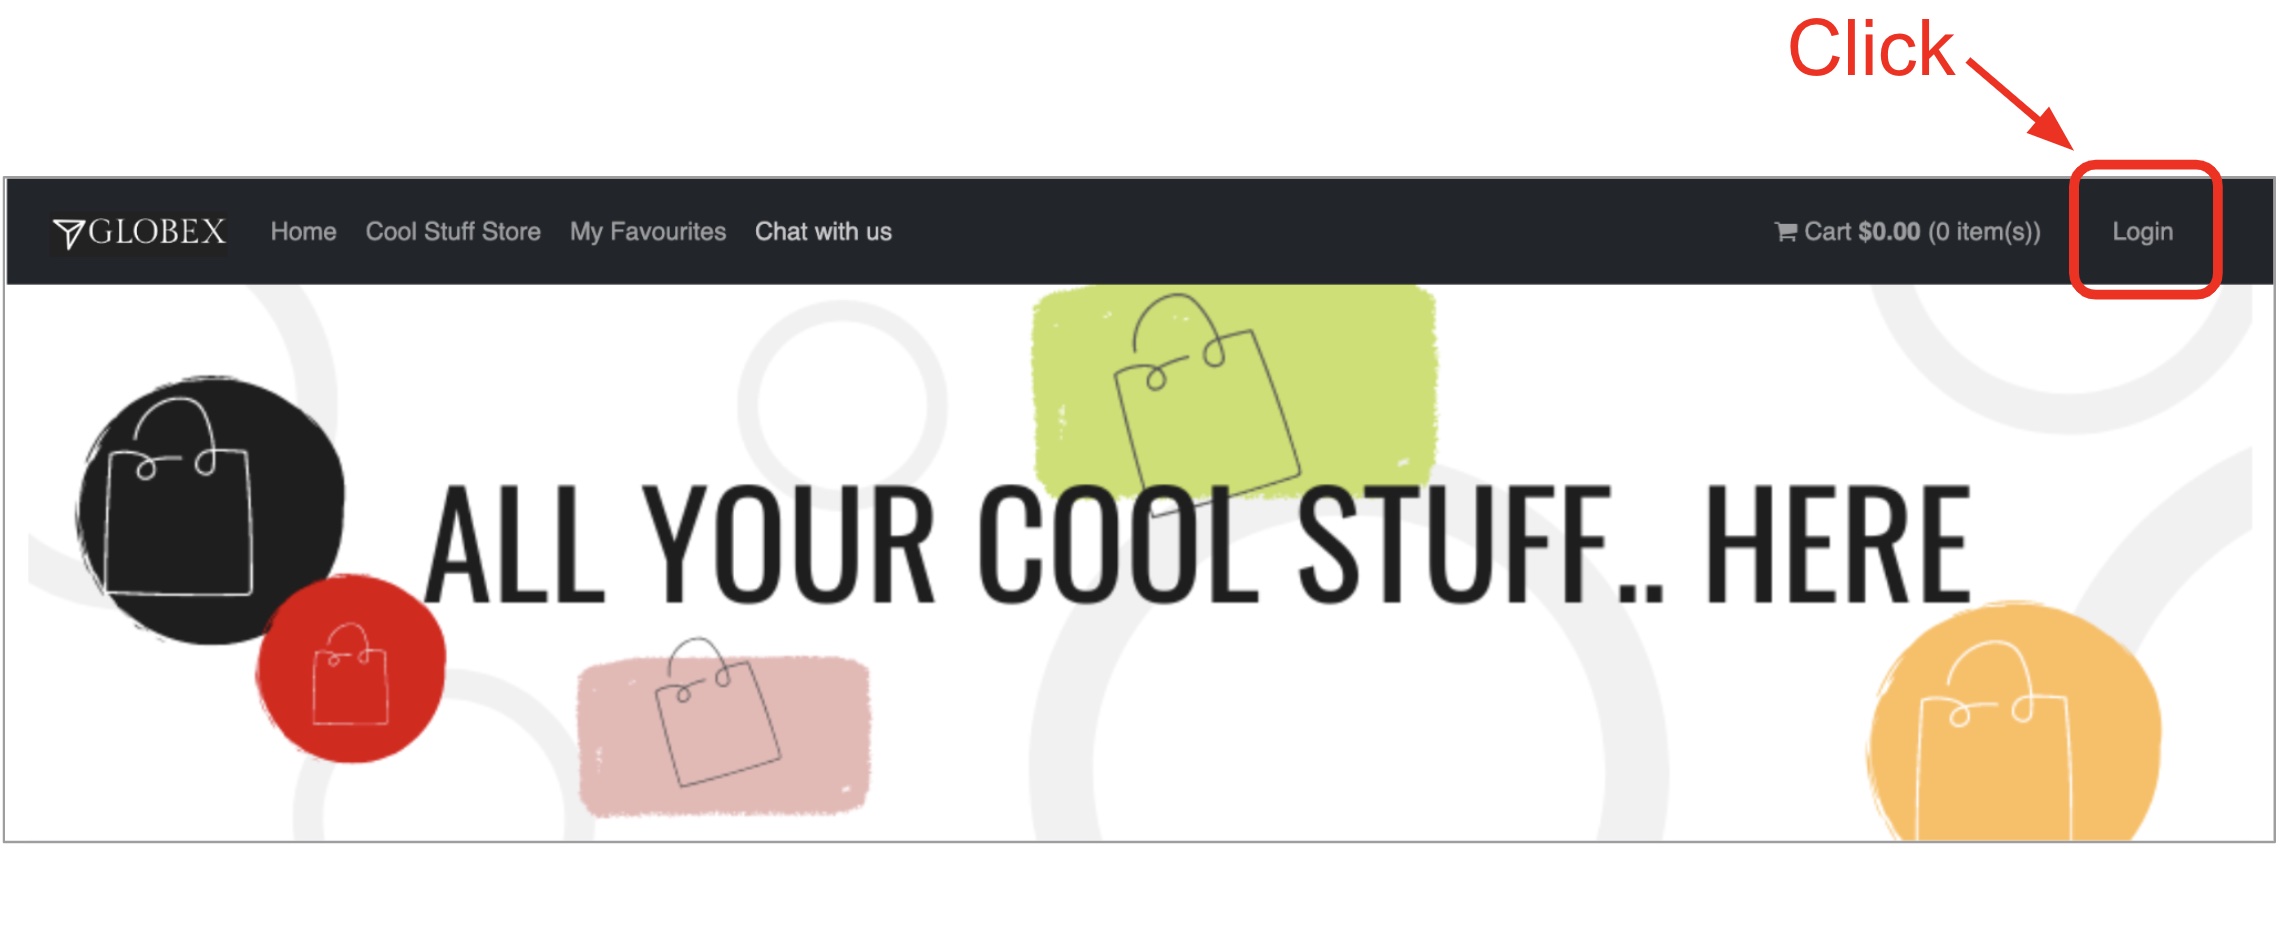 Click
GLOBEX Home Cool Stuff Store My Favourites Chat with us Cart $0.00 (0 item(s)) Login
ALL YOUR COOL STUFF.. HERE